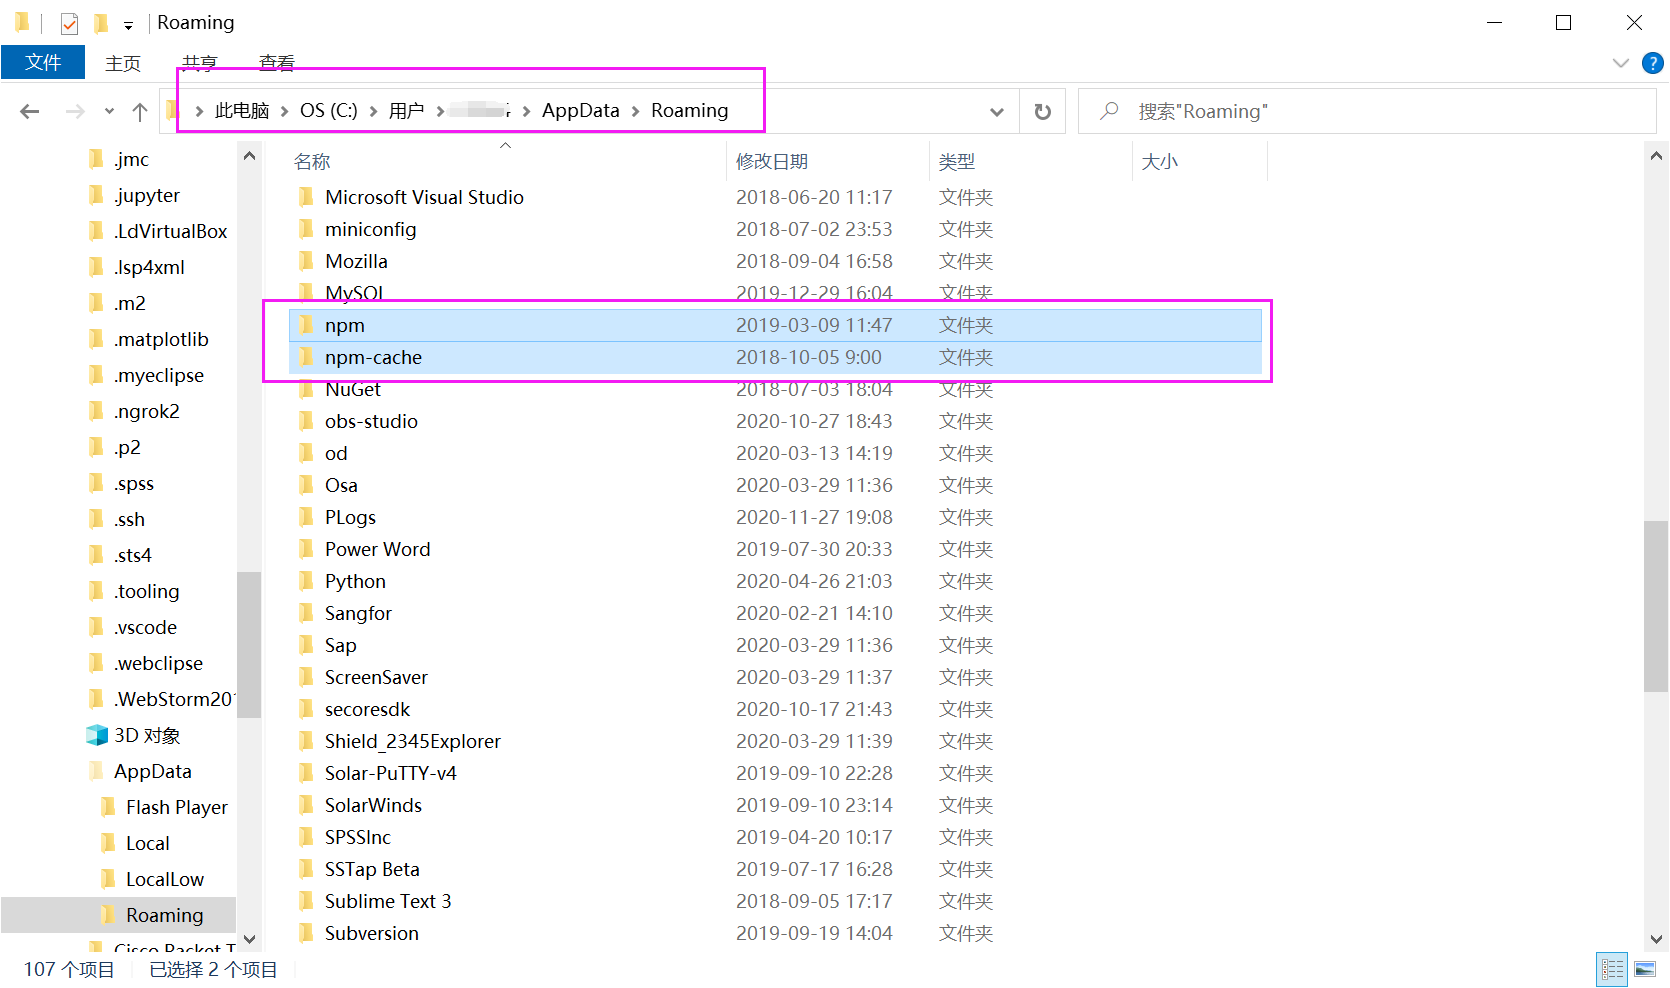 Roaming
文件 主页 共享 查看
此电脑 OS (C:) 用户 AppData Roaming 搜索"Roaming"
.jmc
.jupyter
.LdVirtualBox
.lsp4xml
.m2
.matplotlib
.myeclipse
.ngrok2
.p2
.spss
.ssh
.sts4
.tooling
.vscode
.webclipse
.WebStorm201
3D 对象
AppData
Flash Player
Local
LocalLow
Roaming
Cisco Packet T
名称 修改日期 类型 大小
Microsoft Visual Studio 2018-06-20 11:17 文件夹
miniconfig 2018-07-02 23:53 文件夹
Mozilla 2018-09-04 16:58 文件夹
MySQL 2019-12-29 16:04 文件夹
npm 2019-03-09 11:47 文件夹
npm-cache 2018-10-05 9:00 文件夹
NuGet 2018-07-03 18:04 文件夹
obs-studio 2020-10-27 18:43 文件夹
od 2020-03-13 14:19 文件夹
Osa 2020-03-29 11:36 文件夹
PLogs 2020-11-27 19:08 文件夹
Power Word 2019-07-30 20:33 文件夹
Python 2020-04-26 21:03 文件夹
Sangfor 2020-02-21 14:10 文件夹
Sap 2020-03-29 11:36 文件夹
ScreenSaver 2020-03-29 11:37 文件夹
secoresdk 2020-10-17 21:43 文件夹
Shield_2345Explorer 2020-03-29 11:39 文件夹
Solar-PuTTY-v4 2019-09-10 22:28 文件夹
SolarWinds 2019-09-10 23:14 文件夹
SPSSInc 2019-04-20 10:17 文件夹
SSTap Beta 2019-07-17 16:28 文件夹
Sublime Text 3 2018-09-05 17:17 文件夹
Subversion 2019-09-19 14:04 文件夹
107 个项目 已选择 2 个项目